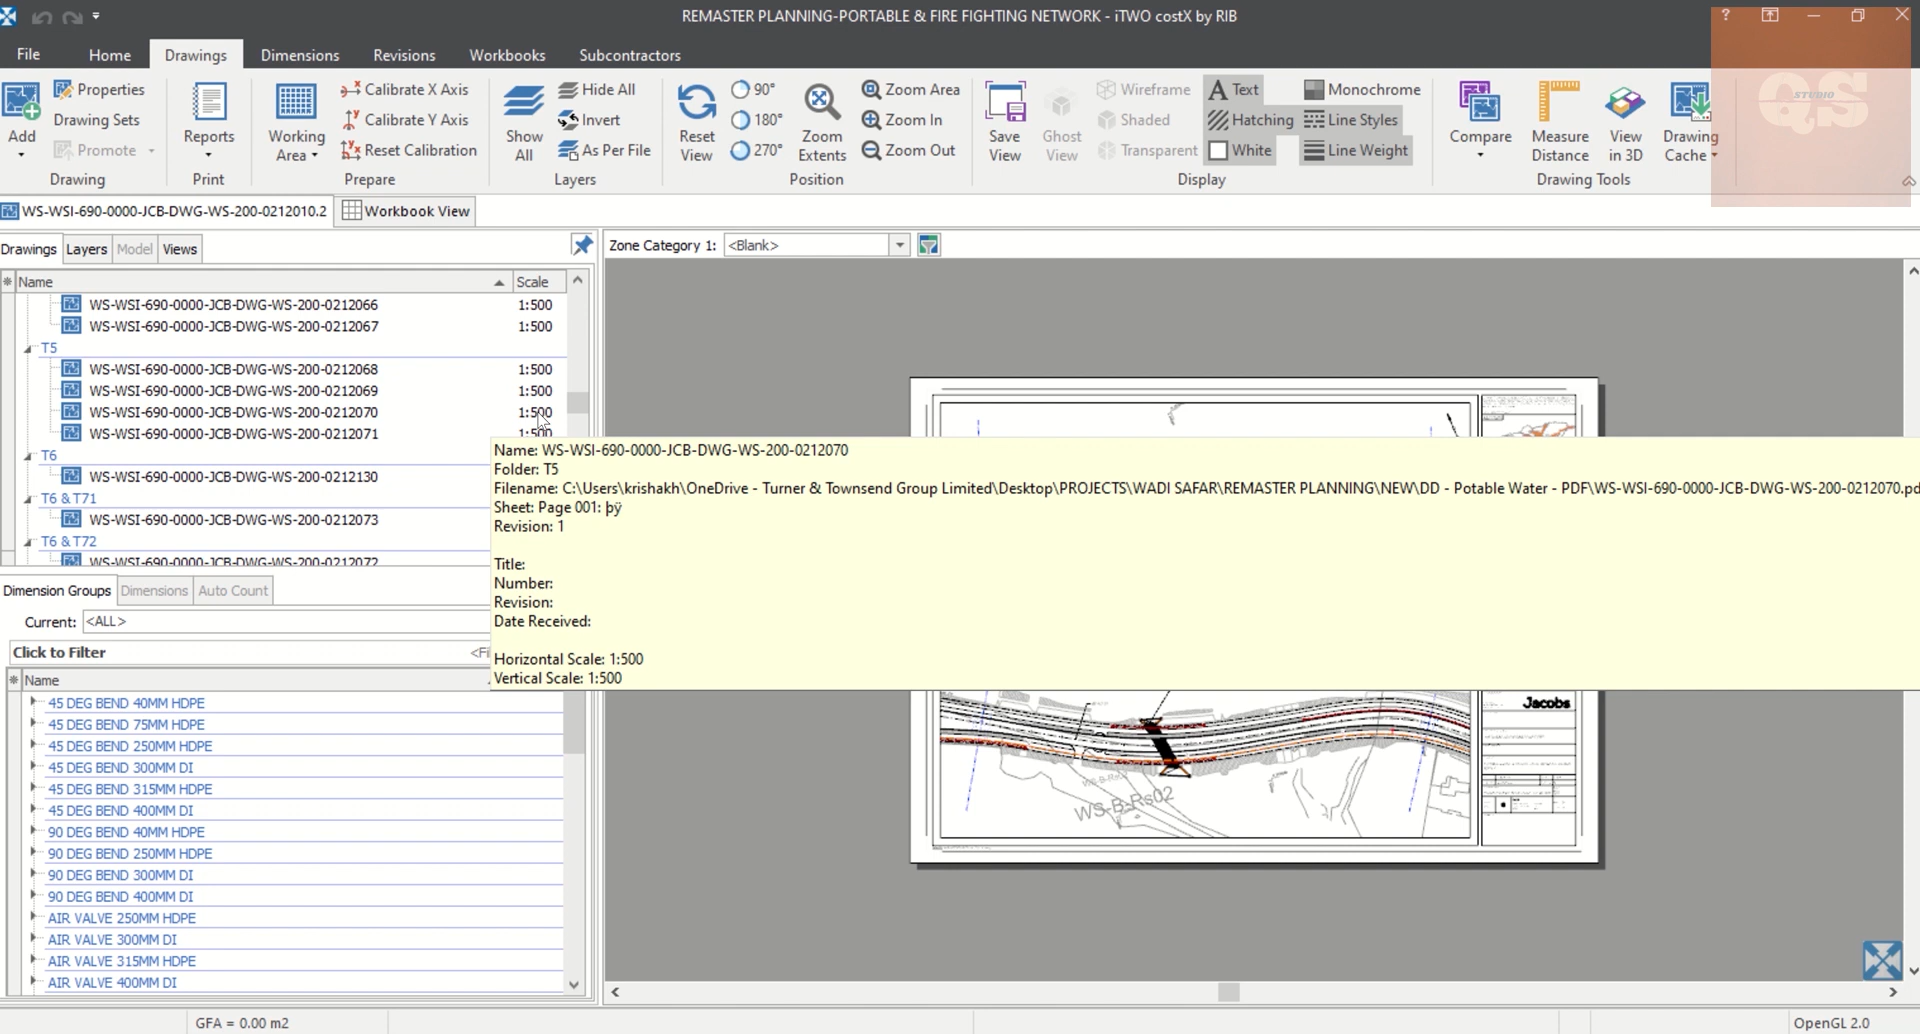 REMASTER PLANNING-PORTABLE & FIRE FIGHTING NETWORK - iTWO costX by RIB
File Home Drawings Dimensions Revisions Workbooks Subcontractors
Add
Properties
Drawing Sets
Promote
Drawing
Reports
Print
Working Area
Calibrate X Axis
Calibrate Y Axis
Reset Calibration
Prepare
Show All
Hide All
Invert
As Per File
Layers
Reset View
90°
180°
270°
Zoom Extents
Zoom Area
Zoom In
Zoom Out
Position
Save View
Ghost View
Wireframe
Shaded
Transparent
Text
Hatching
White
Monochrome
Line Styles
Line Weight
Display
Compare
Measure Distance
View in 3D
Drawing Cache
Drawing Tools
QS
STUDIO
WS-WSI-690-0000-JCB-DWG-WS-200-0212010.2
Workbook View
Drawings Layers Model Views
Zone Category 1: <Blank>
Name Scale
WS-WSI-690-0000-JCB-DWG-WS-200-0212066 1:500
WS-WSI-690-0000-JCB-DWG-WS-200-0212067 1:500
T5
WS-WSI-690-0000-JCB-DWG-WS-200-0212068 1:500
WS-WSI-690-0000-JCB-DWG-WS-200-0212069 1:500
WS-WSI-690-0000-JCB-DWG-WS-200-0212070 1:500
WS-WSI-690-0000-JCB-DWG-WS-200-0212071 1:500
T6
WS-WSI-690-0000-JCB-DWG-WS-200-0212130
T6 & T71
WS-WSI-690-0000-JCB-DWG-WS-200-0212073
T6 & T72
WS-WSI-690-0000-JCB-DWG-WS-200-0212072
Name: WS-WSI-690-0000-JCB-DWG-WS-200-0212070
Folder: T5
Filename: C:\Users\krishakh\OneDrive - Turner & Townsend Group Limited\Desktop\PROJECTS\WADI SAFAR\REMASTER PLANNING\NEW\DD - Potable Water - PDF\WS-WSI-690-0000-JCB-DWG-WS-200-0212070.pd
Sheet: Page 001: þÿ
Revision: 1
Title:
Number:
Revision:
Date Received:
Horizontal Scale: 1:500
Vertical Scale: 1:500
Dimension Groups Dimensions Auto Count
Current: <ALL>
Click to Filter <Fi
Name
45 DEG BEND 40MM HDPE
45 DEG BEND 75MM HDPE
45 DEG BEND 250MM HDPE
45 DEG BEND 300MM DI
45 DEG BEND 315MM HDPE
45 DEG BEND 400MM DI
90 DEG BEND 40MM HDPE
90 DEG BEND 250MM HDPE
90 DEG BEND 300MM DI
90 DEG BEND 400MM DI
AIR VALVE 250MM HDPE
AIR VALVE 300MM DI
AIR VALVE 315MM HDPE
AIR VALVE 400MM DI
Jacobs
WS-B-Rs02
GFA = 0.00 m2
OpenGL 2.0